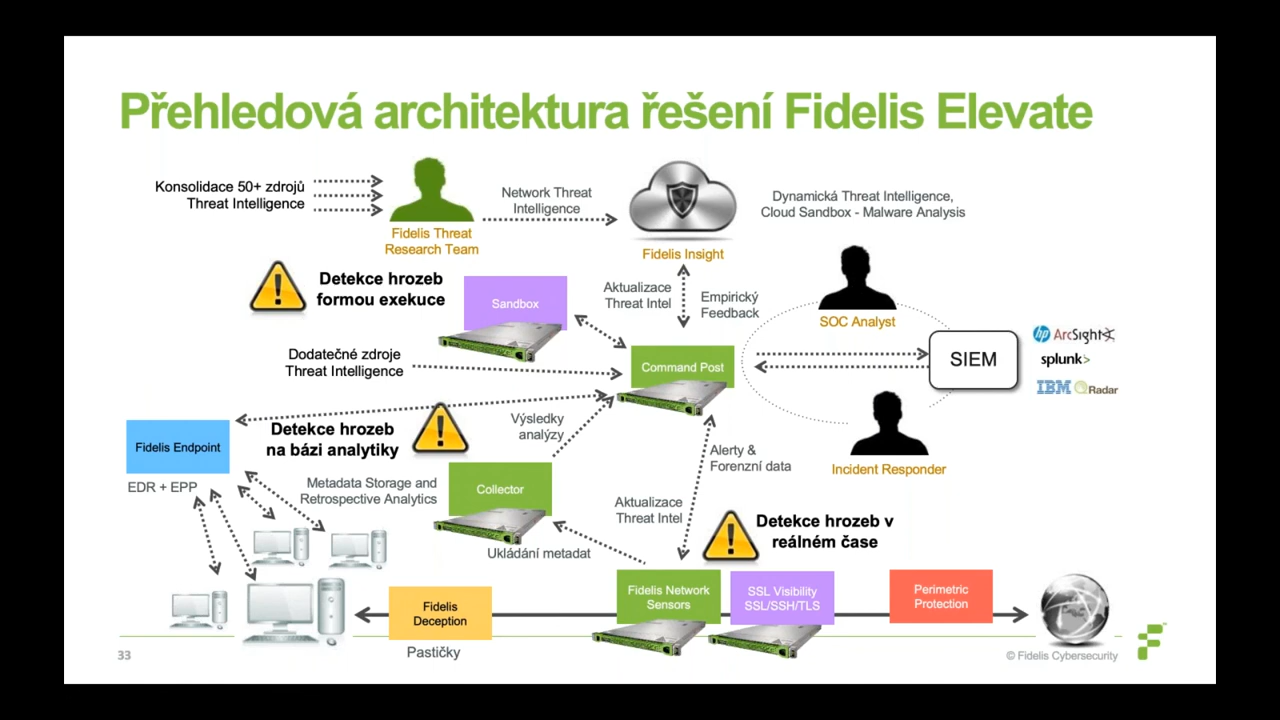 Přehledová architektura řešení Fidelis Elevate
Konsolidace 50+ zdrojů
Threat Intelligence
Fidelis Threat
Research Team
Network Threat
Intelligence
Fidelis Insight
Dynamická Threat Intelligence,
Cloud Sandbox - Malware Analysis
Detekce hrozeb
formou exekuce
Sandbox
Aktualizace
Threat Intel
Empirický
Feedback
SOC Analyst
Dodatečné zdroje
Threat Intelligence
Command Post
SIEM
hp ArcSight
splunk>
IBM QRadar
Fidelis Endpoint
EDR + EPP
Detekce hrozeb
na bázi analytiky
Výsledky
analýzy
Alerty &
Forenzní data
Incident Responder
Metadata Storage and
Retrospective Analytics
Collector
Ukládání metadat
Aktualizace
Threat Intel
Detekce hrozeb v
reálném čase
Fidelis
Deception
Pastičky
Fidelis Network
Sensors
SSL Visibility
SSL/SSH/TLS
Perimetric
Protection
33
© Fidelis Cybersecurity